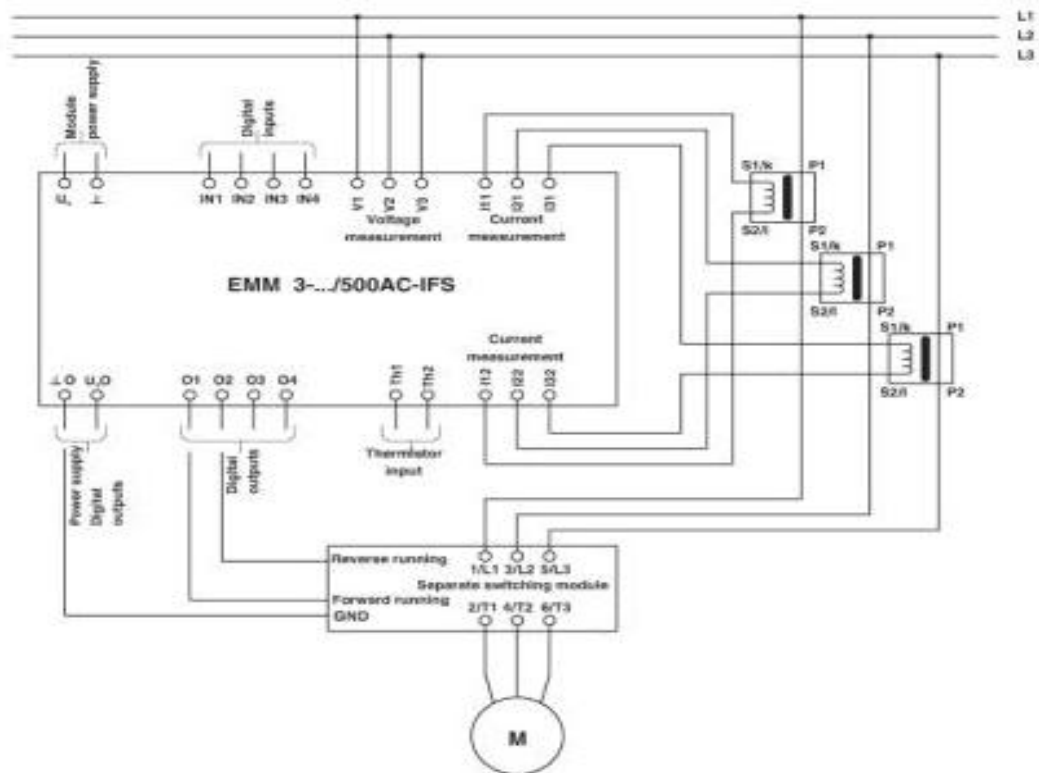 L1
L2
L3
Module
power supply
Digital
inputs
IN1 IN2 IN3 IN4
V1 V2 V3
Voltage
measurement
I11 I21 I31
Current
measurement
S1/k P1
S2/l P2
S1/k P1
S2/l P2
S1/k P1
S2/l P2
EMM 3-.../500AC-IFS
Current
measurement
O1 O2 O3 O4
Th1 Th2
I12 I22 I32
Power supply
Digital
outputs
Digital
outputs
Thermistor
input
Reverse running
1/L1 3/L2 5/L3
Separate switching module
Forward running
2/T1 4/T2 6/T3
GND
M